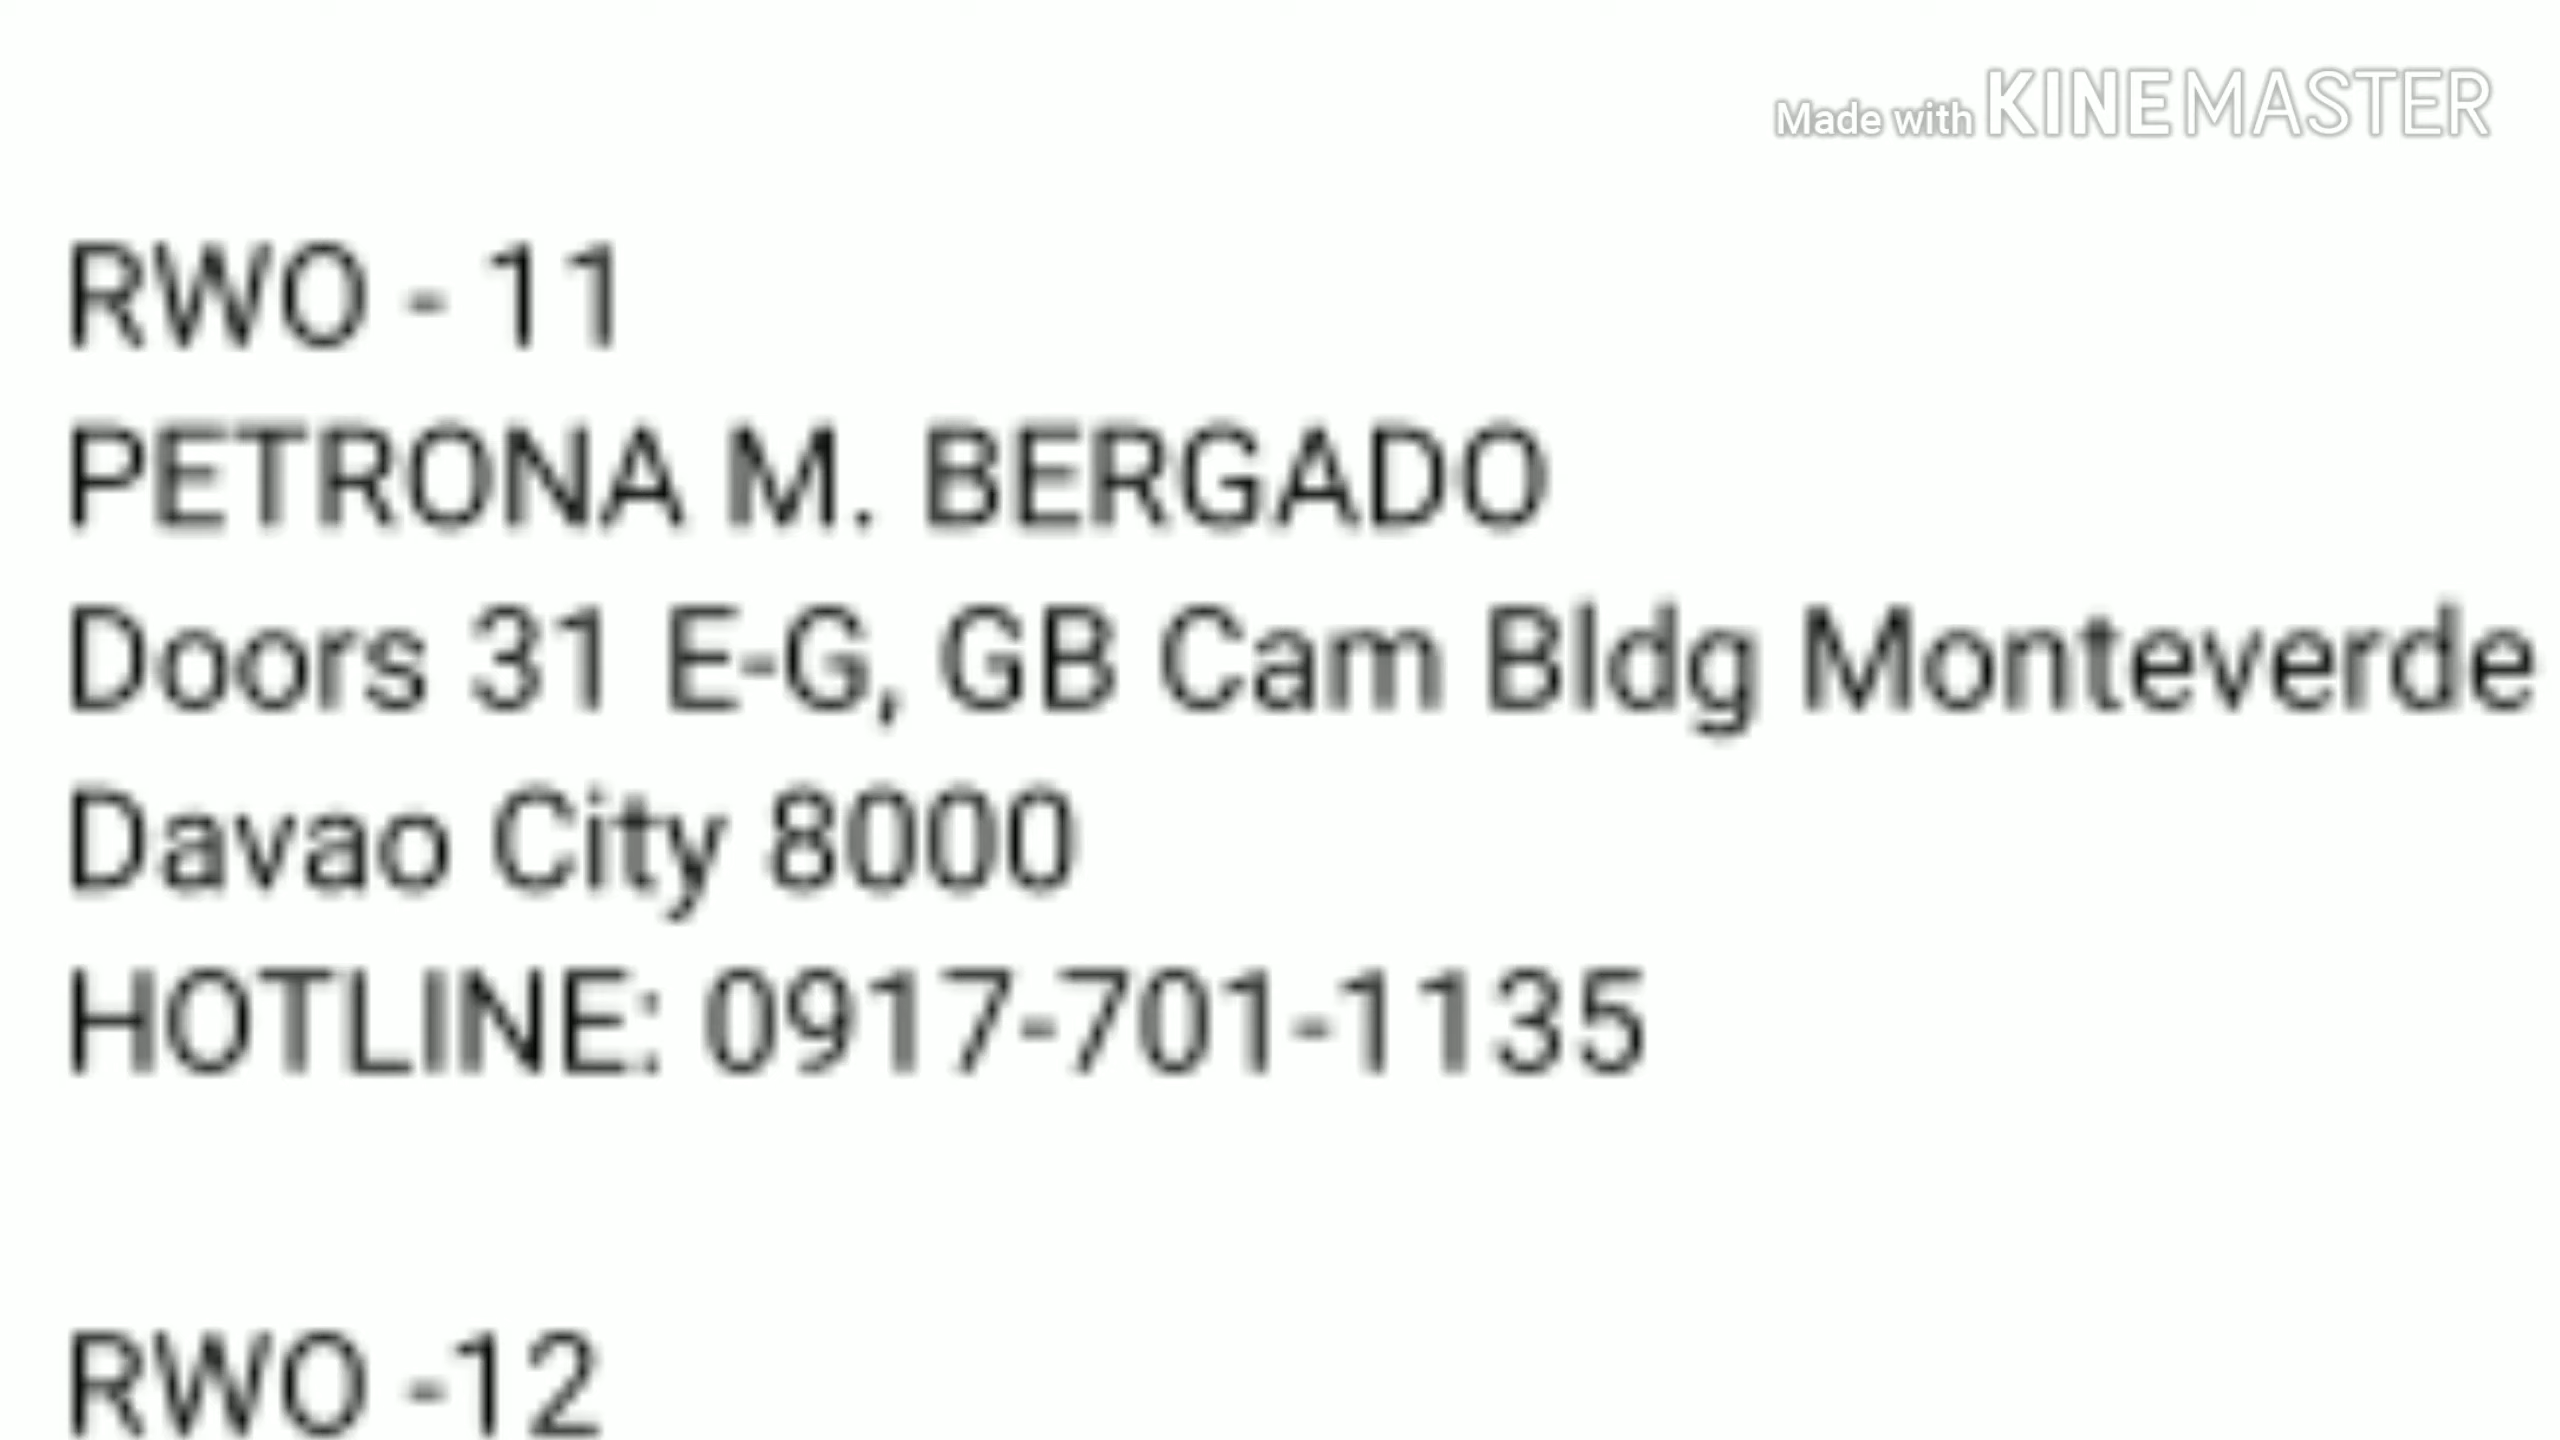 Made with KINEMASTER
RWO - 11
PETRONA M. BERGADO
Doors 31 E-G, GB Cam Bldg Monteverde
Davao City 8000
HOTLINE: 0917-701-1135
RWO -12